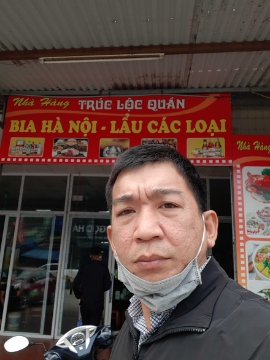 Nhà Hàng TRÚC LỘC QUÁN
BIA HÀ NỘI - LẨU CÁC LOẠI
Nhà Hàng